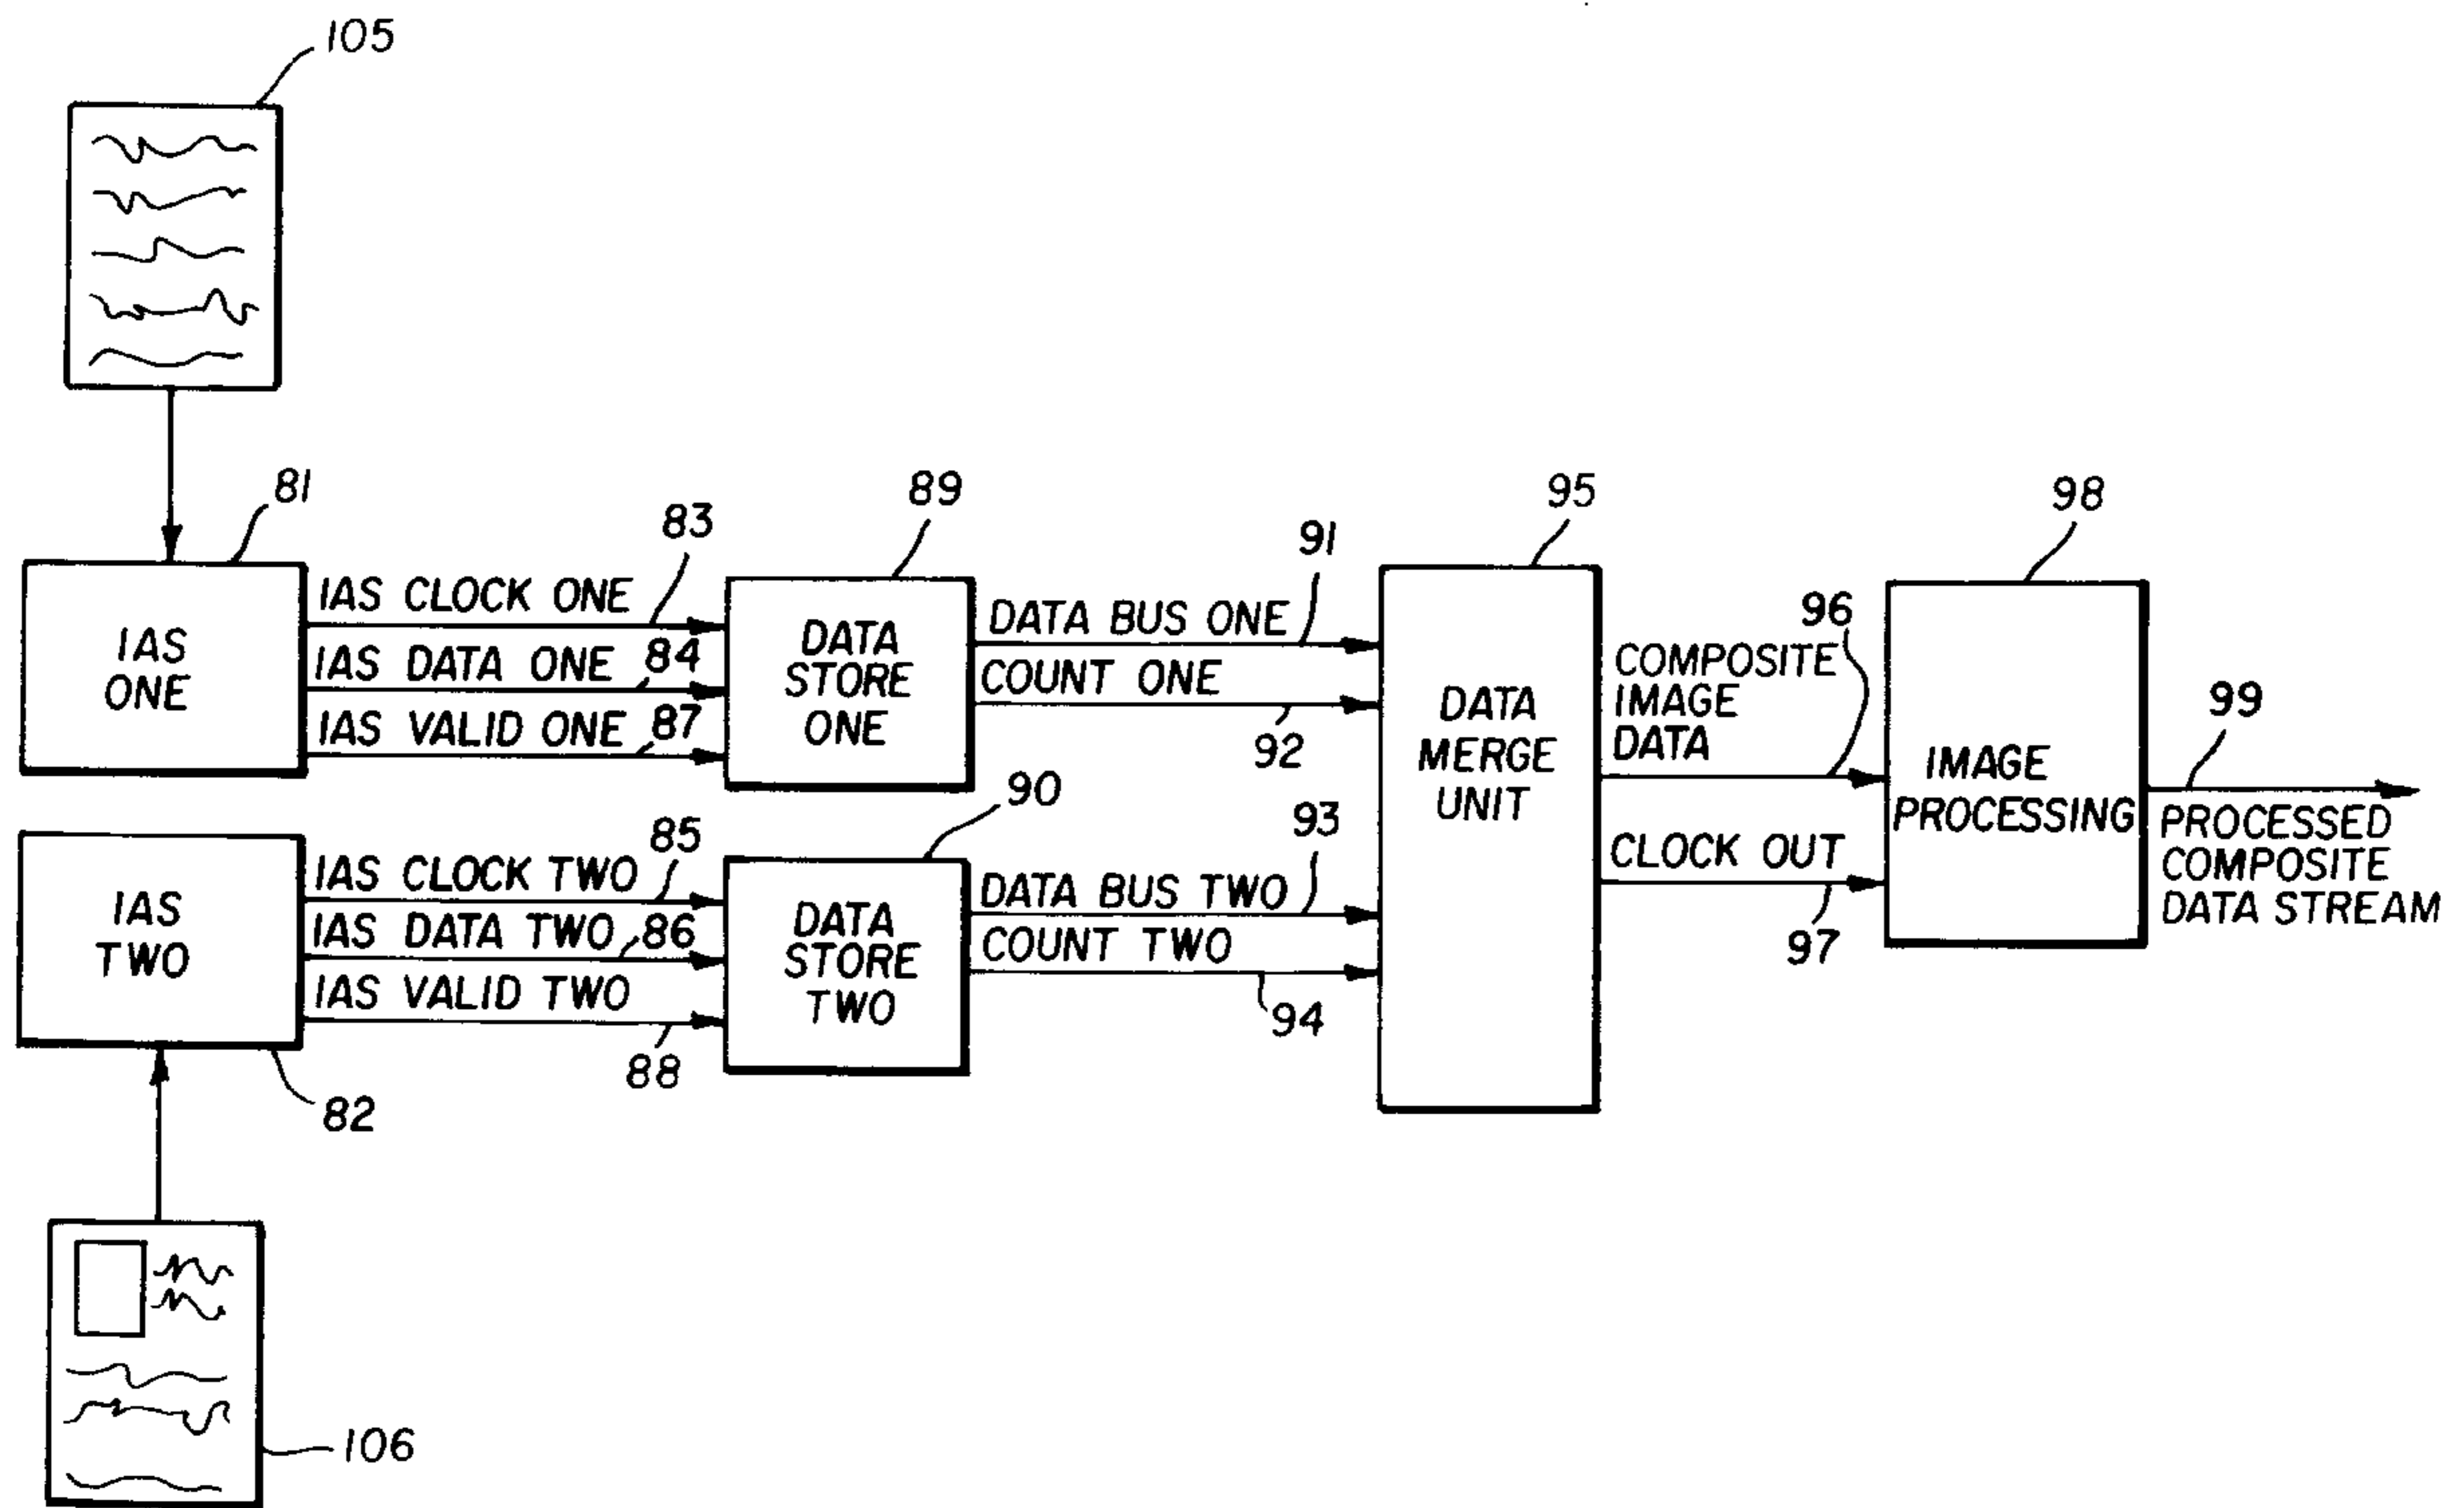 105
81
IAS
ONE
IAS CLOCK ONE
83
IAS DATA ONE
84
IAS VALID ONE
87
89
DATA
STORE
ONE
DATA BUS ONE
91
COUNT ONE
92
IAS
TWO
82
IAS CLOCK TWO
85
IAS DATA TWO
86
IAS VALID TWO
88
90
DATA
STORE
TWO
DATA BUS TWO
93
COUNT TWO
94
95
DATA
MERGE
UNIT
COMPOSITE
IMAGE
DATA
96
CLOCK OUT
97
98
IMAGE
PROCESSING
99
PROCESSED
COMPOSITE
DATA STREAM
106